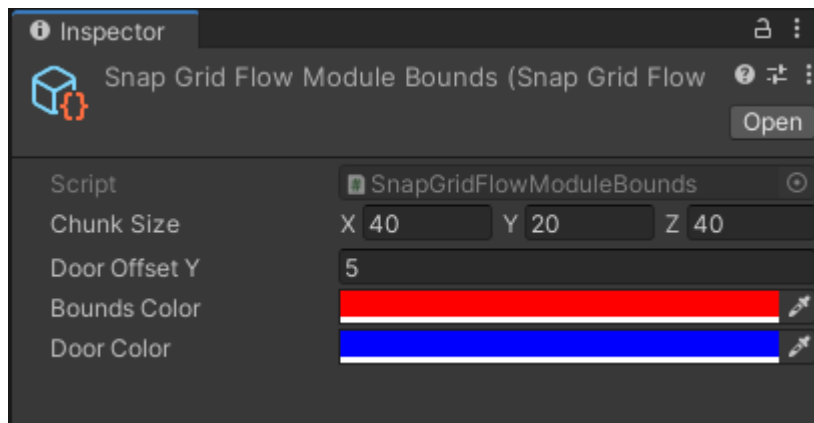 Inspector
Snap Grid Flow Module Bounds (Snap Grid Flow
Open
Script SnapGridFlowModuleBounds
Chunk Size X 40 Y 20 Z 40
Door Offset Y 5
Bounds Color
Door Color